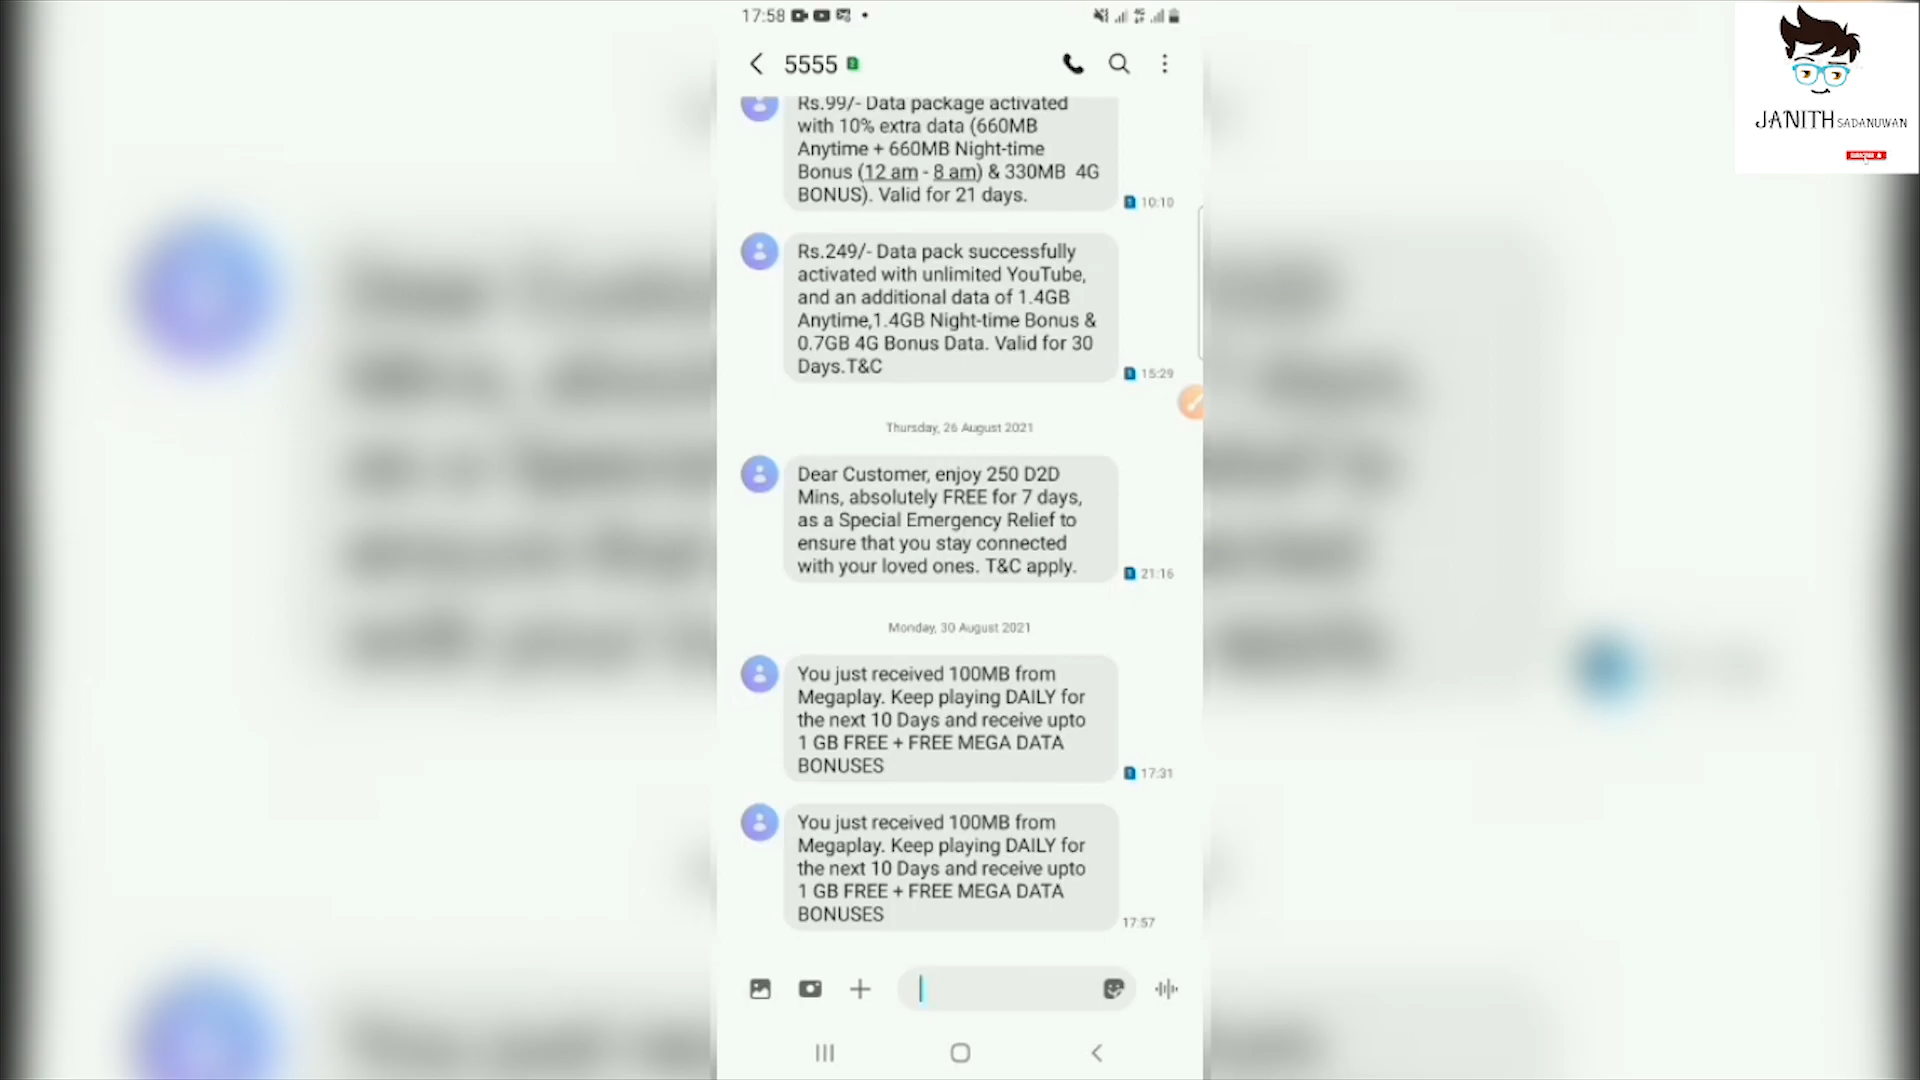 17:58
5555
Rs.99/- Data package activated
with 10% extra data (660MB
Anytime + 660MB Night-time
Bonus (12 am - 8 am) & 330MB 4G
BONUS). Valid for 21 days.
10:10
Rs.249/- Data pack successfully
activated with unlimited YouTube,
and an additional data of 1.4GB
Anytime,1.4GB Night-time Bonus &
0.7GB 4G Bonus Data. Valid for 30
Days.T&C
15:29
Thursday, 26 August 2021
Dear Customer, enjoy 250 D2D
Mins, absolutely FREE for 7 days,
as a Special Emergency Relief to
ensure that you stay connected
with your loved ones. T&C apply.
21:16
Monday, 30 August 2021
You just received 100MB from
Megaplay. Keep playing DAILY for
the next 10 Days and receive upto
1 GB FREE + FREE MEGA DATA
BONUSES
17:31
You just received 100MB from
Megaplay. Keep playing DAILY for
the next 10 Days and receive upto
1 GB FREE + FREE MEGA DATA
BONUSES
17:57
JANITH SADANUWAN